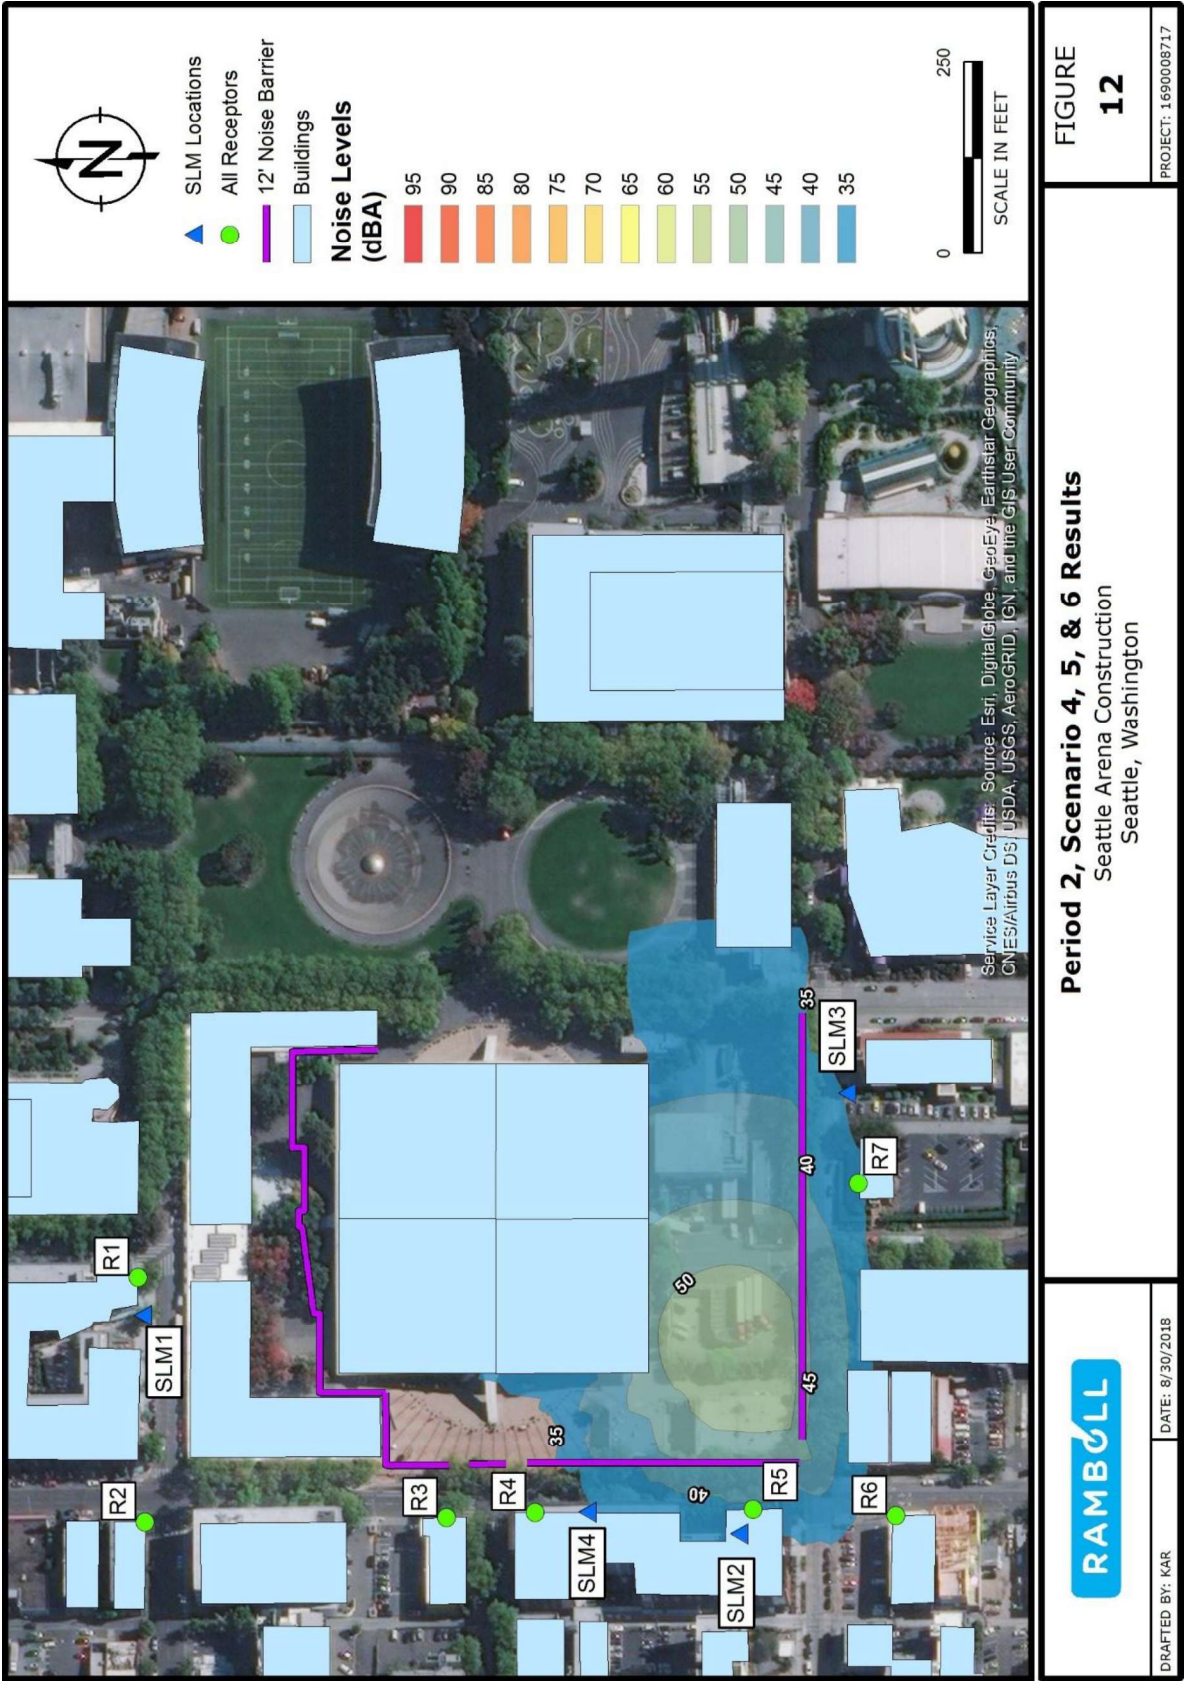 R1
SLM1
R2
R3
R4
SLM4
SLM2
R5
R6
R7
SLM3
35
40
50
45
40
35
Service Layer Credits: Source: Esri, DigitalGlobe, GeoEye, Earthstar Geographics,
CNES/Airbus DS, USDA, USGS, AeroGRID, IGN, and the GIS User Community
N
SLM Locations
All Receptors
12' Noise Barrier
Buildings
Noise Levels
(dBA)
95
90
85
80
75
70
65
60
55
50
45
40
35
0 250
SCALE IN FEET
RAMBOLL
DRAFTED BY: KAR
DATE: 8/30/2018
Period 2, Scenario 4, 5, & 6 Results
Seattle Arena Construction
Seattle, Washington
FIGURE
12
PROJECT: 1690008717